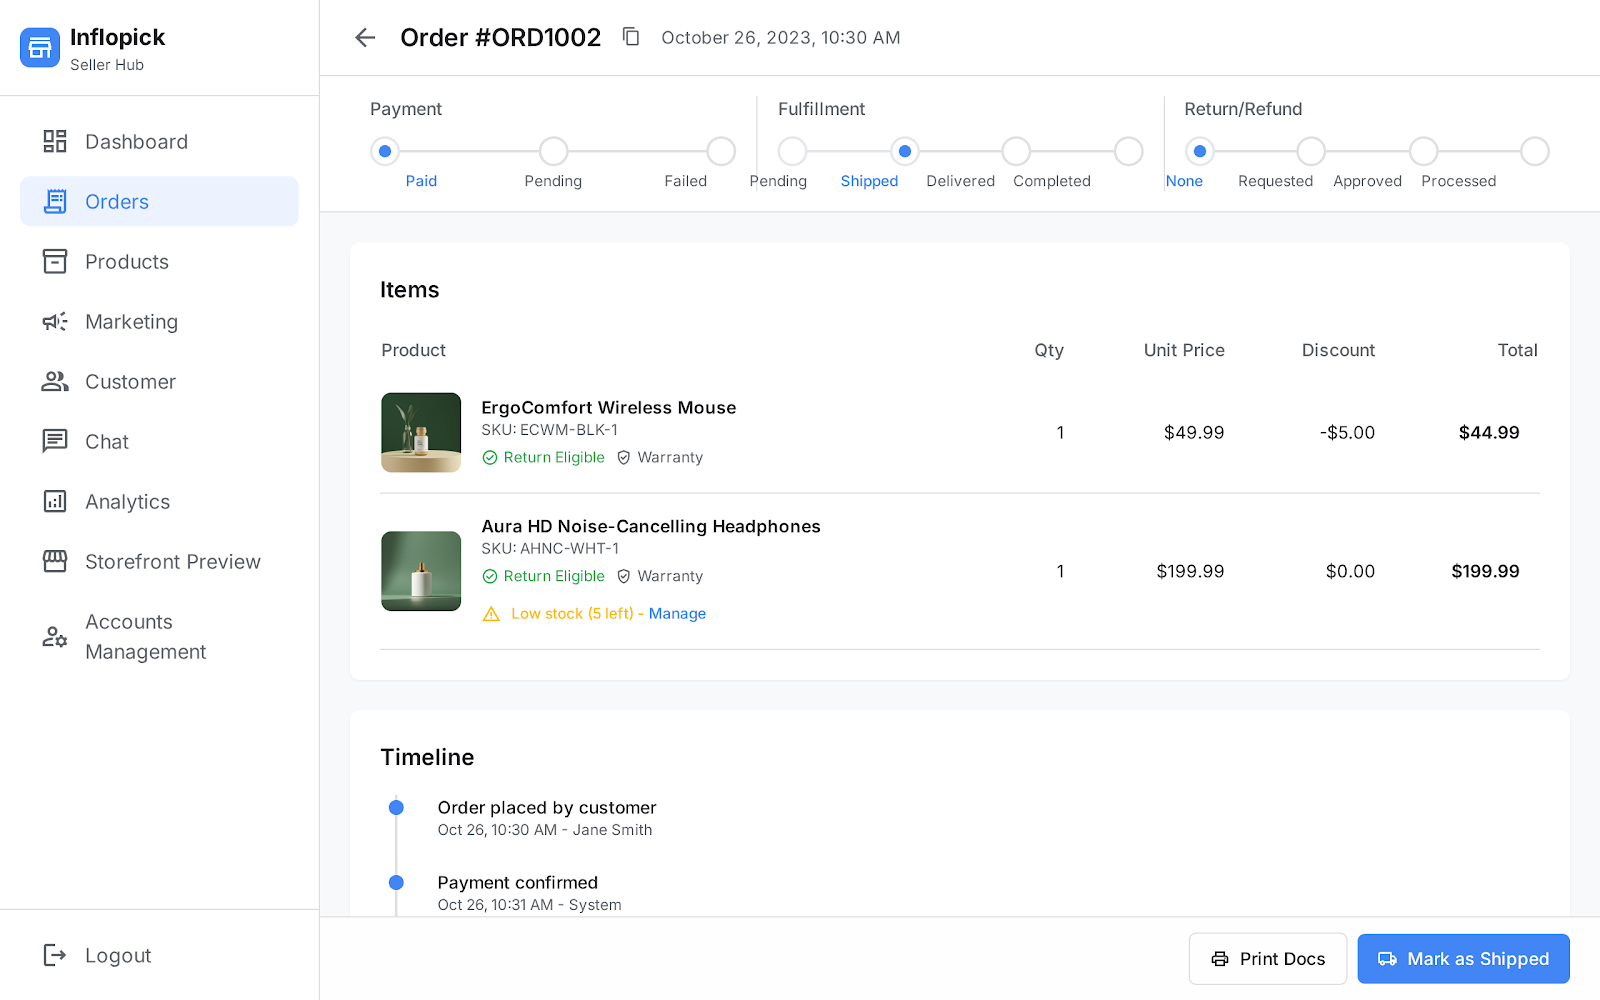 Inflopick
Seller Hub
Dashboard
Orders
Products
Marketing
Customer
Chat
Analytics
Storefront Preview
Accounts
Management
Logout
Order #ORD1002 October 26, 2023, 10:30 AM
Payment
Paid Pending Failed
Fulfillment
Pending Shipped Delivered Completed
Return/Refund
None Requested Approved Processed
Items
Product Qty Unit Price Discount Total
ErgoComfort Wireless Mouse
SKU: ECWM-BLK-1
Return Eligible Warranty
1 $49.99 -$5.00 $44.99
Aura HD Noise-Cancelling Headphones
SKU: AHNC-WHT-1
Return Eligible Warranty
Low stock (5 left) - Manage
1 $199.99 $0.00 $199.99
Timeline
Order placed by customer
Oct 26, 10:30 AM - Jane Smith
Payment confirmed
Oct 26, 10:31 AM - System
Print Docs
Mark as Shipped